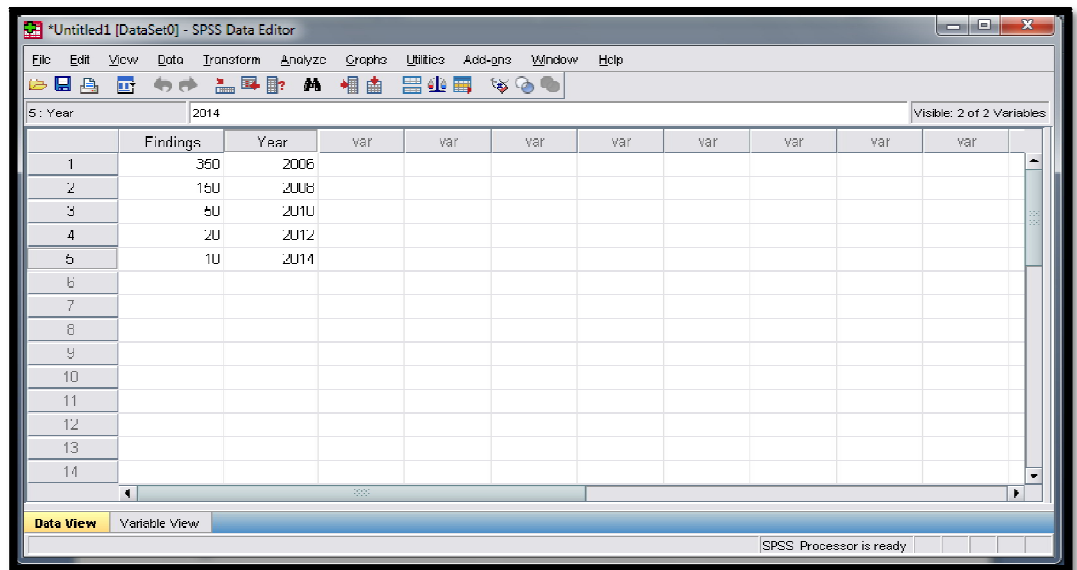 *Untitled1 [DataSet0] - SPSS Data Editor
File Edit View Data Transform Analyze Graphs Utilities Add-ons Window Help
5 : Year 2014 Visible: 2 of 2 Variables
Findings Year var var var var var var var var
1 350 2006
2 150 2008
3 50 2010
4 20 2012
5 10 2014
6
7
8
9
10
11
12
13
14
Data View Variable View
SPSS Processor is ready